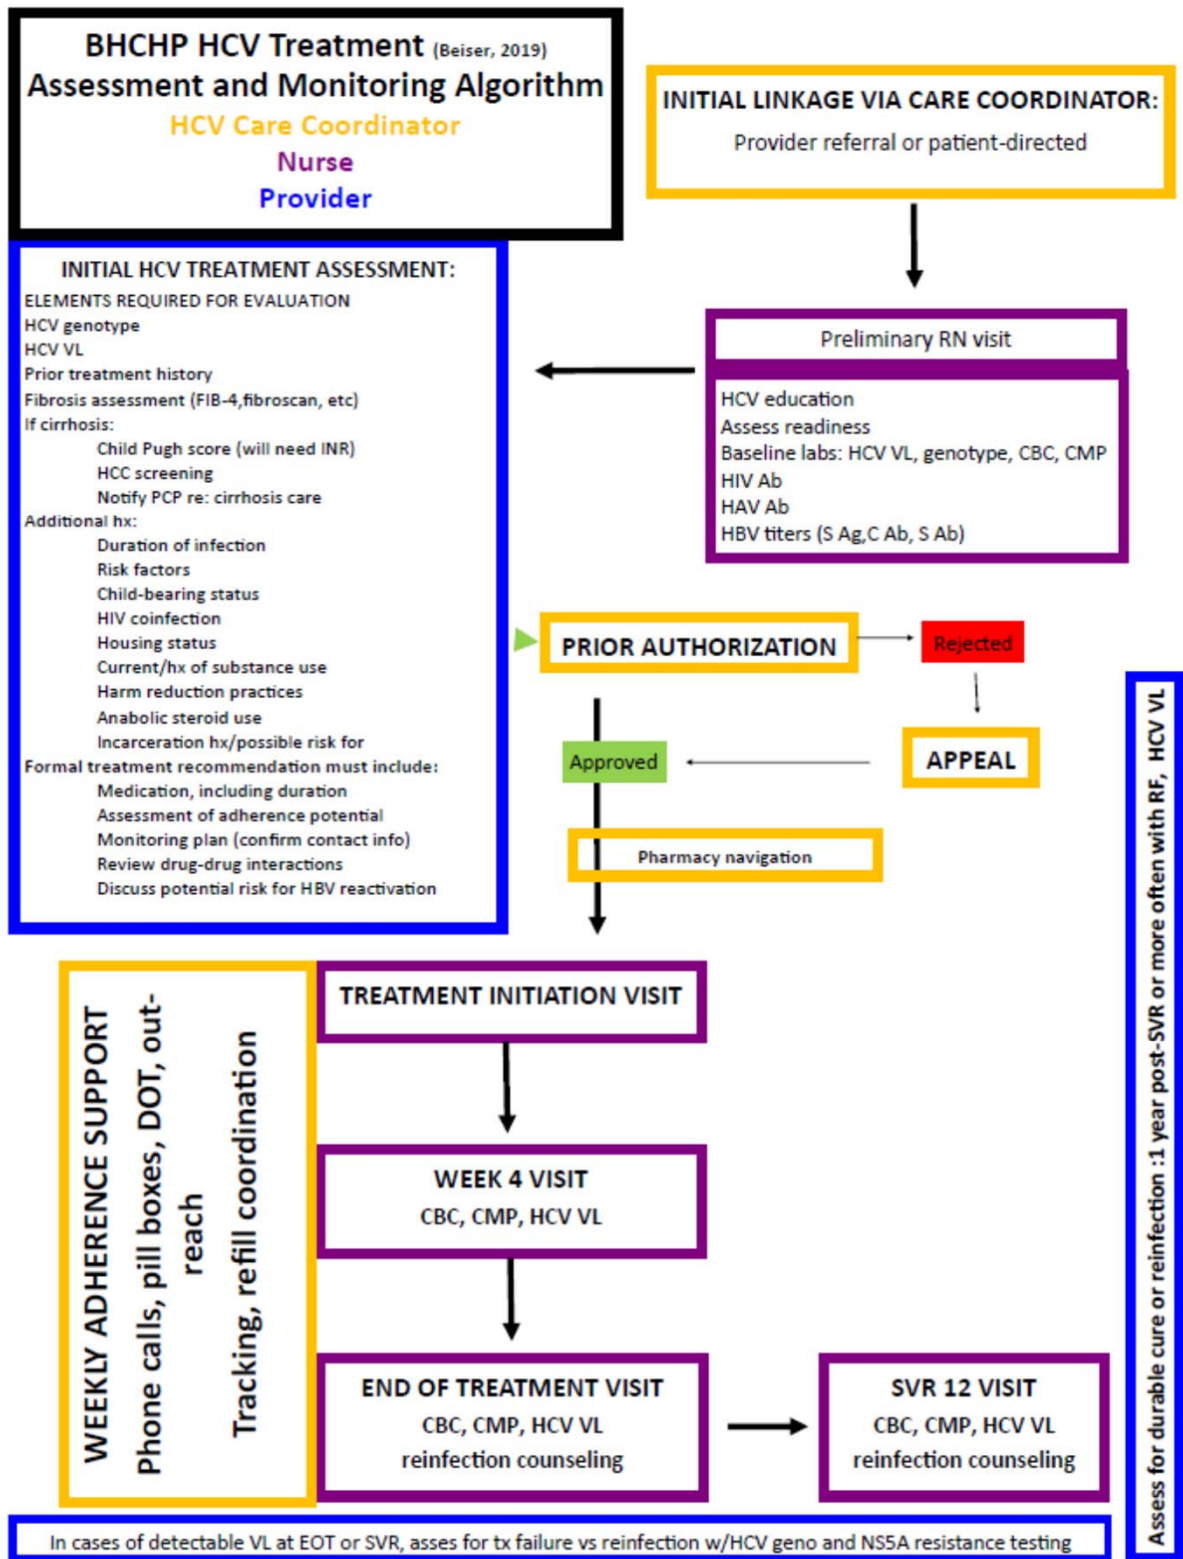 BHCHP HCV Treatment (Beiser, 2019)
Assessment and Monitoring Algorithm
HCV Care Coordinator
Nurse
Provider
INITIAL LINKAGE VIA CARE COORDINATOR:
Provider referral or patient-directed
Preliminary RN visit
HCV education
Assess readiness
Baseline labs: HCV VL, genotype, CBC, CMP
HIV Ab
HAV Ab
HBV titers (S Ag,C Ab, S Ab)
INITIAL HCV TREATMENT ASSESSMENT:
ELEMENTS REQUIRED FOR EVALUATION
HCV genotype
HCV VL
Prior treatment history
Fibrosis assessment (FIB-4,fibroscan, etc)
If cirrhosis:
Child Pugh score (will need INR)
HCC screening
Notify PCP re: cirrhosis care
Additional hx:
Duration of infection
Risk factors
Child-bearing status
HIV coinfection
Housing status
Current/hx of substance use
Harm reduction practices
Anabolic steroid use
Incarceration hx/possible risk for
Formal treatment recommendation must include:
Medication, including duration
Assessment of adherence potential
Monitoring plan (confirm contact info)
Review drug-drug interactions
Discuss potential risk for HBV reactivation
PRIOR AUTHORIZATION
Rejected
APPEAL
Approved
Pharmacy navigation
TREATMENT INITIATION VISIT
WEEKLY ADHERENCE SUPPORT
Phone calls, pill boxes, DOT, out-
reach
Tracking, refill coordination
WEEK 4 VISIT
CBC, CMP, HCV VL
END OF TREATMENT VISIT
CBC, CMP, HCV VL
reinfection counseling
SVR 12 VISIT
CBC, CMP, HCV VL
reinfection counseling
Assess for durable cure or reinfection :1 year post-SVR or more often with RF, HCV VL
In cases of detectable VL at EOT or SVR, asses for tx failure vs reinfection w/HCV geno and NS5A resistance testing